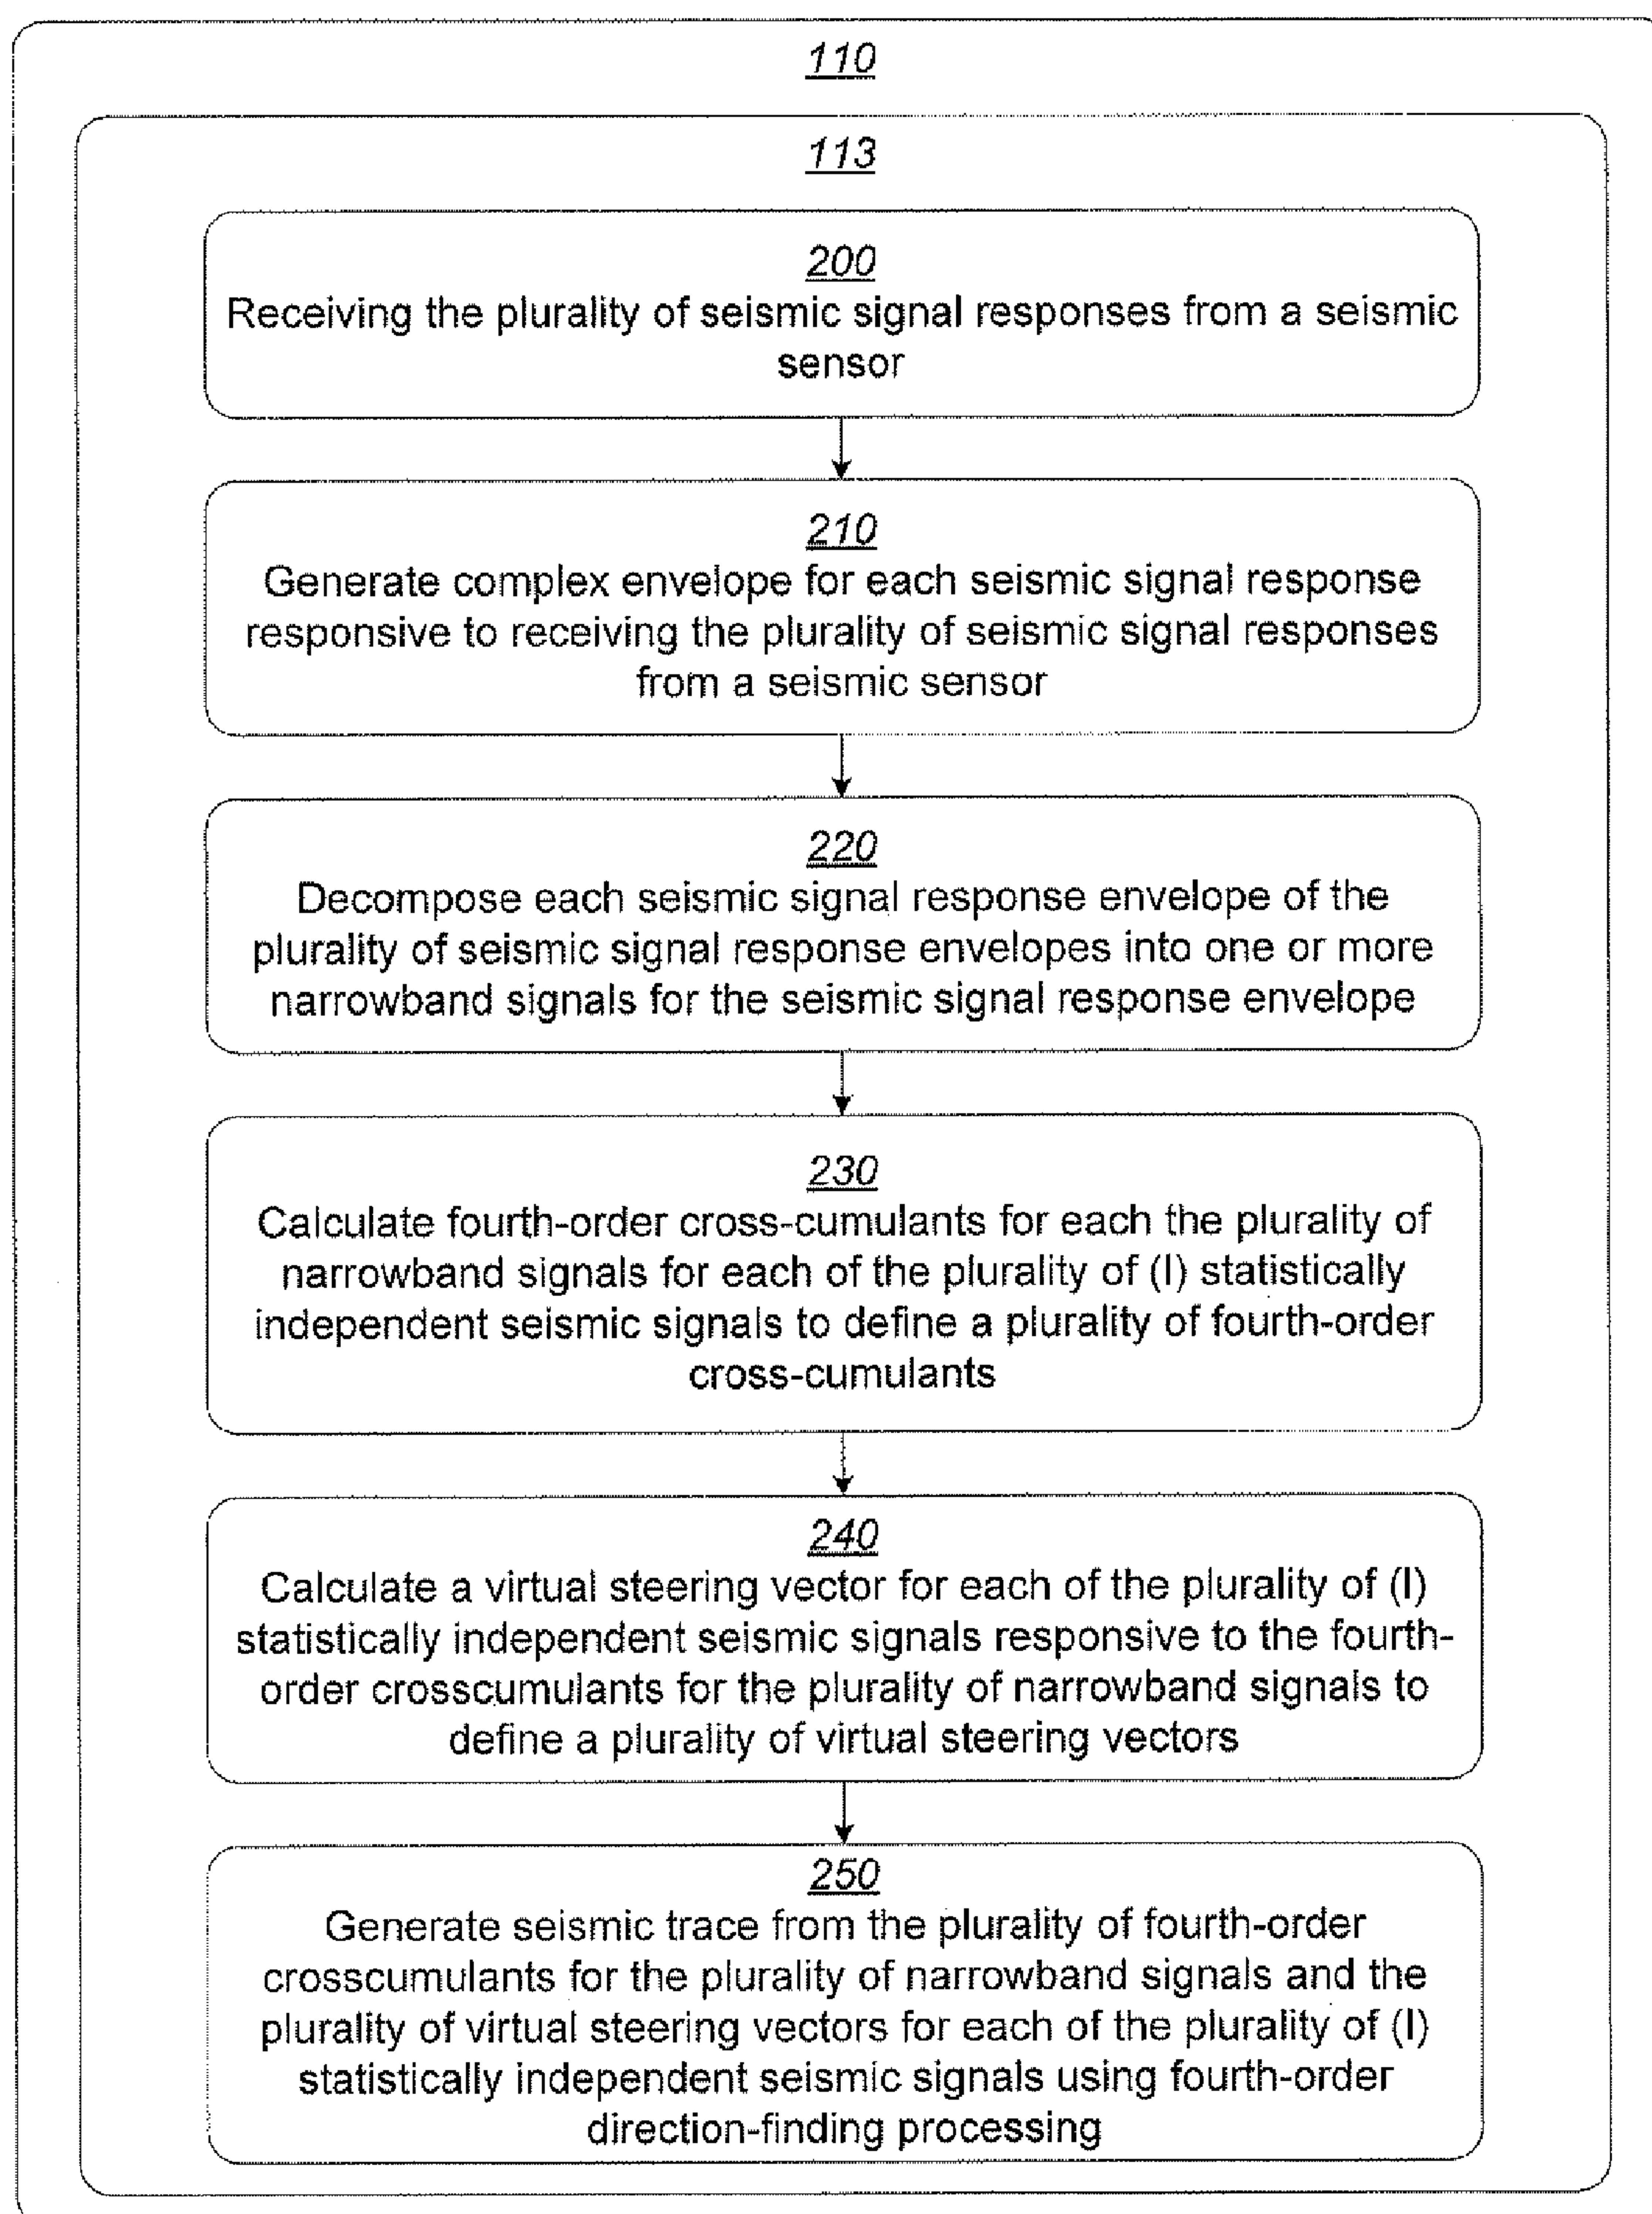 110
113
200
Receiving the plurality of seismic signal responses from a seismic
sensor
210
Generate complex envelope for each seismic signal response
responsive to receiving the plurality of seismic signal responses
from a seismic sensor
220
Decompose each seismic signal response envelope of the
plurality of seismic signal response envelopes into one or more
narrowband signals for the seismic signal response envelope
230
Calculate fourth-order cross-cumulants for each the plurality of
narrowband signals for each of the plurality of (I) statistically
independent seismic signals to define a plurality of fourth-order
cross-cumulants
240
Calculate a virtual steering vector for each of the plurality of (I)
statistically independent seismic signals responsive to the fourth-
order crosscumulants for the plurality of narrowband signals to
define a plurality of virtual steering vectors
250
Generate seismic trace from the plurality of fourth-order
crosscumulants for the plurality of narrowband signals and the
plurality of virtual steering vectors for each of the plurality of (I)
statistically independent seismic signals using fourth-order
direction-finding processing